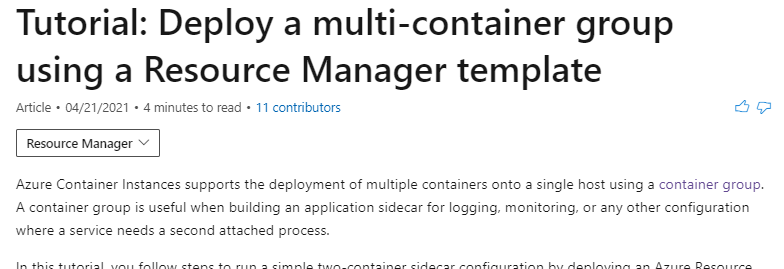 Tutorial: Deploy a multi-container group
using a Resource Manager template
Article • 04/21/2021 • 4 minutes to read • 11 contributors
Resource Manager
Azure Container Instances supports the deployment of multiple containers onto a single host using a container group.
A container group is useful when building an application sidecar for logging, monitoring, or any other configuration
where a service needs a second attached process.
In this tutorial, you follow steps to run a simple two-container sidecar configuration by deploying an Azure Resource